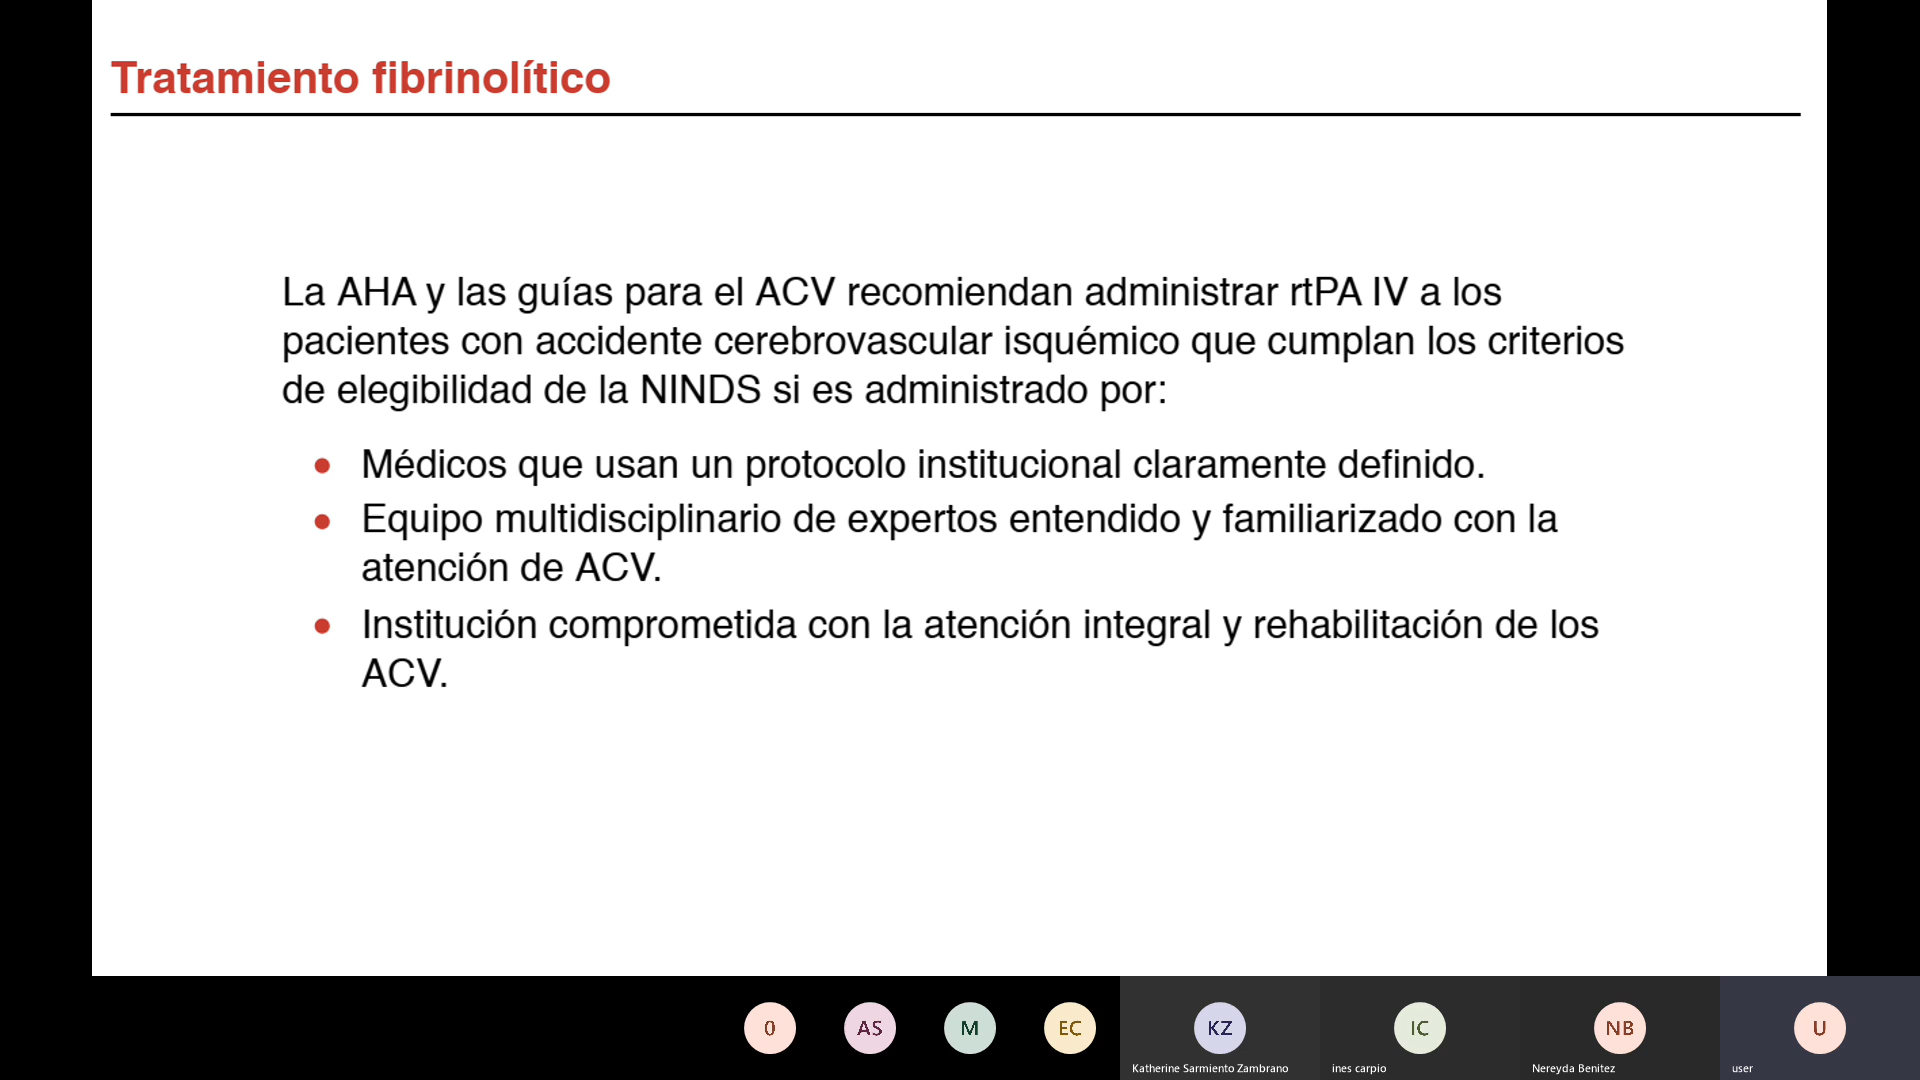 Tratamiento fibrinolítico
La AHA y las guías para el ACV recomiendan administrar rtPA IV a los
pacientes con accidente cerebrovascular isquémico que cumplan los criterios
de elegibilidad de la NINDS si es administrado por:
• Médicos que usan un protocolo institucional claramente definido.
• Equipo multidisciplinario de expertos entendido y familiarizado con la
atención de ACV.
• Institución comprometida con la atención integral y rehabilitación de los
ACV.
0
AS
M
EC
KZ
IC
NB
U
Katherine Sarmiento Zambrano
ines carpio
Nereyda Benitez
user